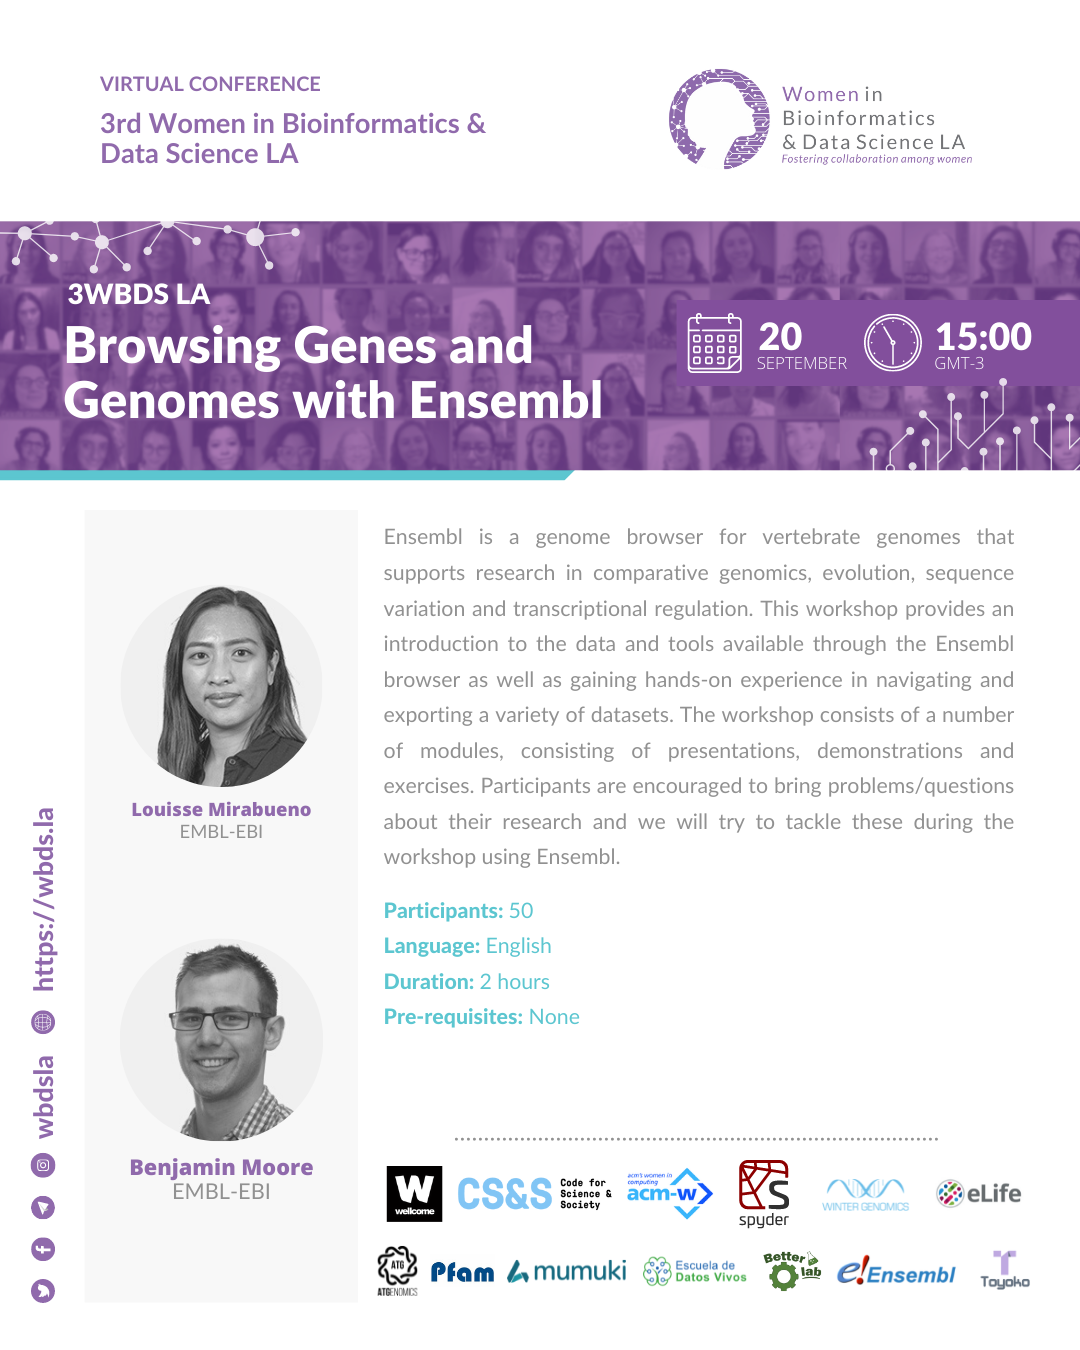 VIRTUAL CONFERENCE
3rd Women in Bioinformatics &
Data Science LA
Women in
Bioinformatics
& Data Science LA
Fostering collaboration among women
3WBDS LA
Browsing Genes and
Genomes with Ensembl
20
SEPTEMBER
15:00
GMT-3
Louisse Mirabueno
EMBL-EBI
Benjamin Moore
EMBL-EBI
Ensembl is a genome browser for vertebrate genomes that
supports research in comparative genomics, evolution, sequence
variation and transcriptional regulation. This workshop provides an
introduction to the data and tools available through the Ensembl
browser as well as gaining hands-on experience in navigating and
exporting a variety of datasets. The workshop consists of a number
of modules, consisting of presentations, demonstrations and
exercises. Participants are encouraged to bring problems/questions
about their research and we will try to tackle these during the
workshop using Ensembl.
Participants: 50
Language: English
Duration: 2 hours
Pre-requisites: None
https://wbds.la
wbdsla
W
wellcome
CS&S
Code for
Science &
Society
acm's women in
computing
acm-w
S
spyder
WINTER GENOMICS
eLife
ATG
ATGENOMICS
Pfam
mumuki
Escuela de
Datos Vivos
Better
lab
e!Ensembl
Toyoko